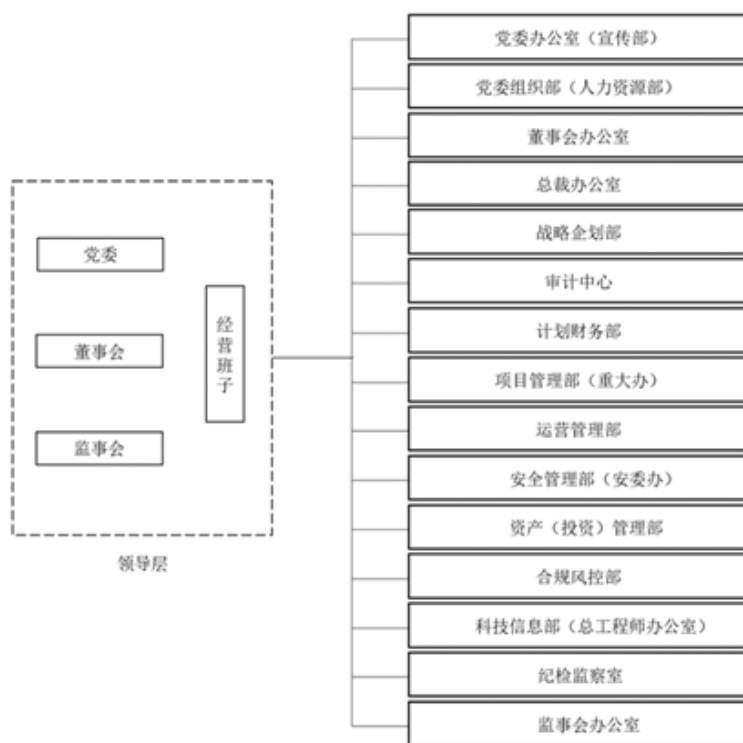 党委
董事会
监事会
经营班子
领导层
党委办公室（宣传部）
党委组织部（人力资源部）
董事会办公室
总裁办公室
战略企划部
审计中心
计划财务部
项目管理部（重大办）
运营管理部
安全管理部（安委办）
资产（投资）管理部
合规风控部
科技信息部（总工程师办公室）
纪检监察室
监事会办公室